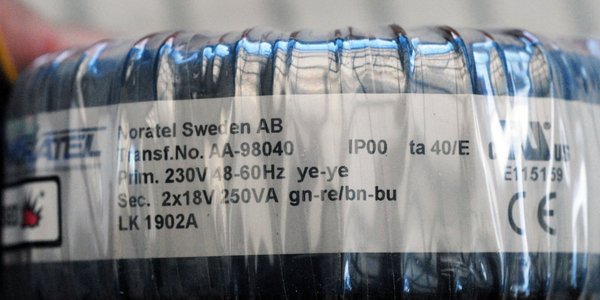 Noratel Sweden AB
Transf.No. AA-98040 IP00 ta 40/E
Prim. 230V 48-60Hz ye-ye
Sec. 2x18V 250VA gn-re/bn-bu
LK 1902A
US
E115159
CE